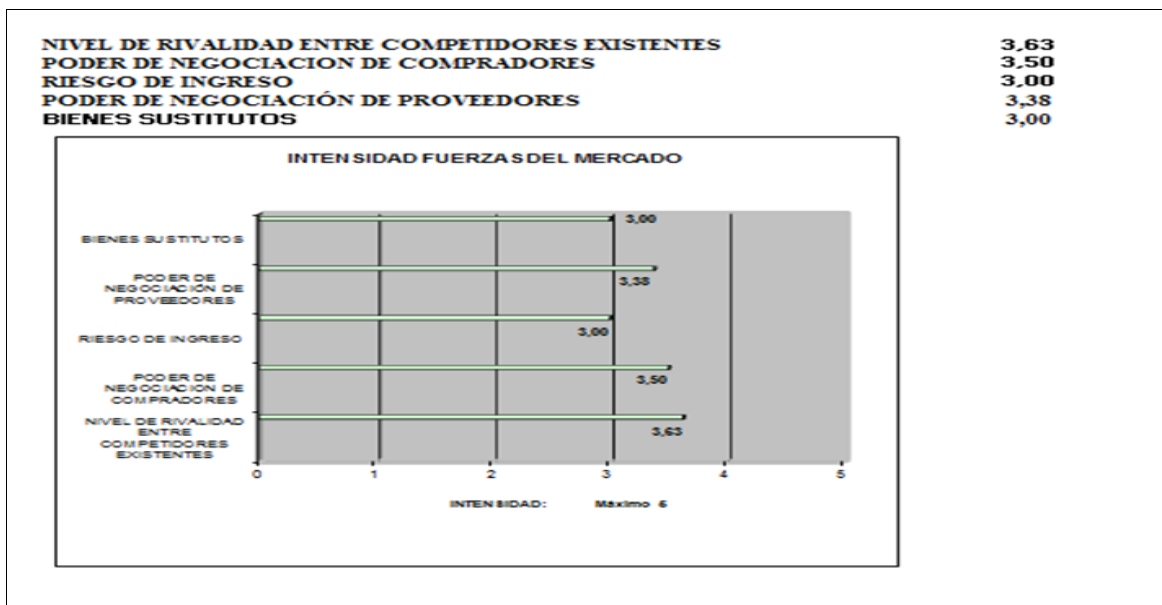 NIVEL DE RIVALIDAD ENTRE COMPETIDORES EXISTENTES 3,63
PODER DE NEGOCIACION DE COMPRADORES 3,50
RIESGO DE INGRESO 3,00
PODER DE NEGOCIACIÓN DE PROVEEDORES 3,38
BIENES SUSTITUTOS 3,00
INTENSIDAD FUERZAS DEL MERCADO
BIENES SUSTITUTOS
3,00
PODER DE
NEGOCIACIÓN DE
PROVEEDORES
3,38
RIESGO DE INGRESO
3,00
PODER DE
NEGOCIACION DE
COMPRADORES
3,50
NIVEL DE RIVALIDAD
ENTRE
COMPETIDORES
EXISTENTES
3,63
0 1 2 3 4 5
INTENSIDAD: Máximo 5